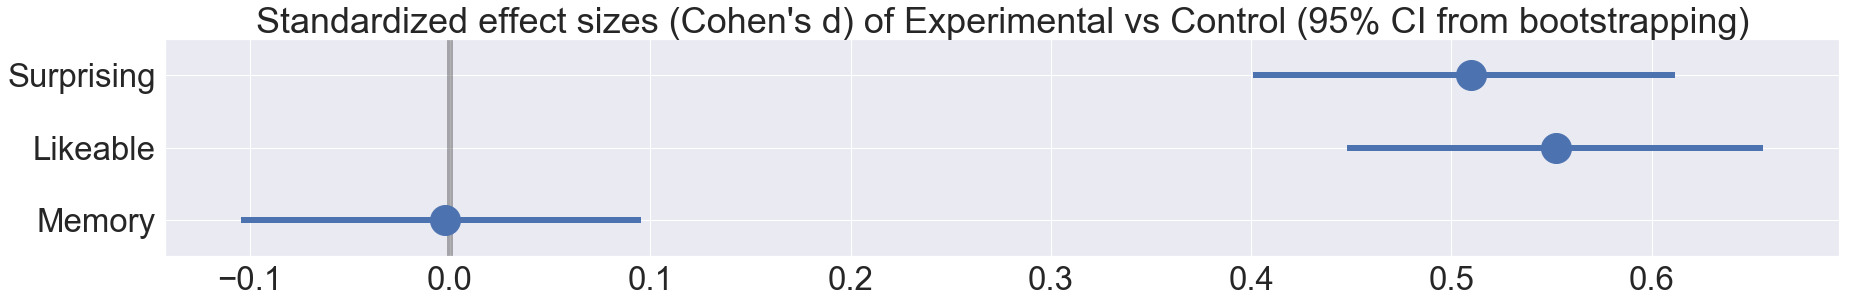 Standardized effect sizes (Cohen's d) of Experimental vs Control (95% CI from bootstrapping)
Surprising
Likeable
Memory
−0.1 0.0 0.1 0.2 0.3 0.4 0.5 0.6